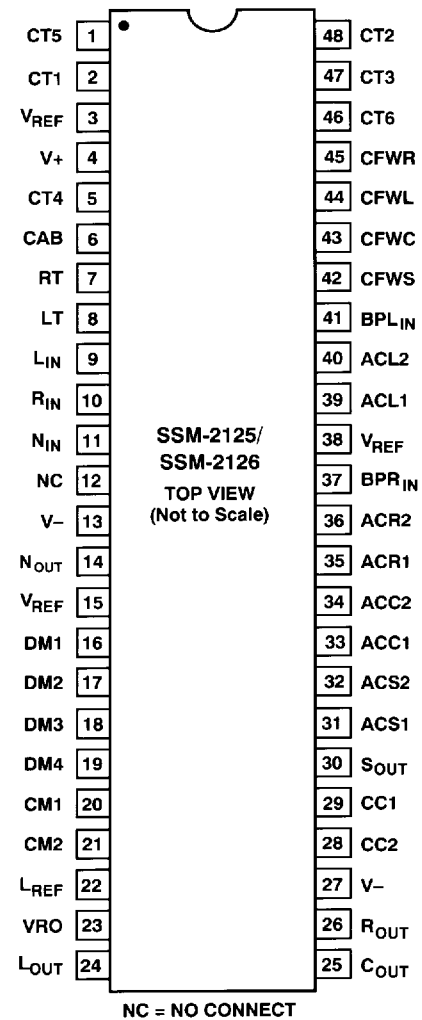 CT5 1 48 CT2
CT1 2 47 CT3
VREF 3 46 CT6
V+ 4 45 CFWR
CT4 5 44 CFWL
CAB 6 43 CFWC
RT 7 42 CFWS
LT 8 41 BPLIN
LIN 9 40 ACL2
RIN 10 39 ACL1
NIN 11 38 VREF
NC 12 37 BPRIN
V– 13 36 ACR2
NOUT 14 35 ACR1
VREF 15 34 ACC2
DM1 16 33 ACC1
DM2 17 32 ACS2
DM3 18 31 ACS1
DM4 19 30 SOUT
CM1 20 29 CC1
CM2 21 28 CC2
LREF 22 27 V–
VRO 23 26 ROUT
LOUT 24 25 COUT
SSM-2125/
SSM-2126
TOP VIEW
(Not to Scale)
NC = NO CONNECT